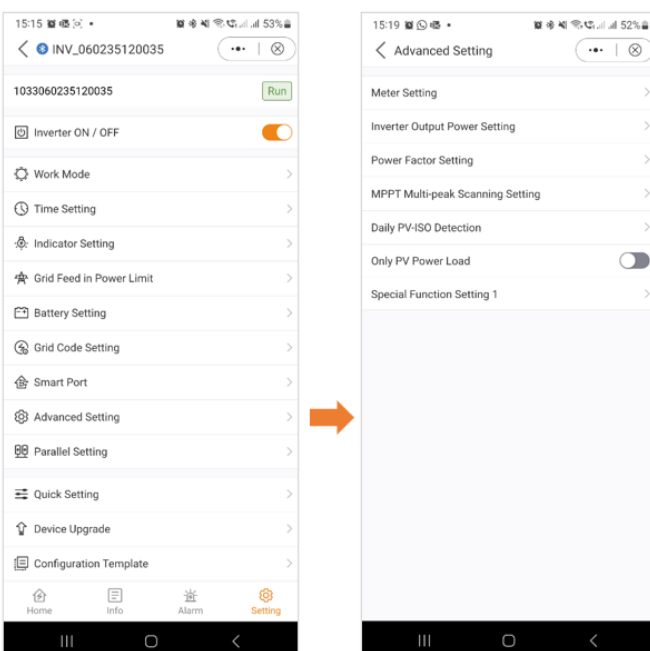 15:15
53%
INV_060235120035
1033060235120035
Run
Inverter ON / OFF
Work Mode
Time Setting
Indicator Setting
Grid Feed in Power Limit
Battery Setting
Grid Code Setting
Smart Port
Advanced Setting
Parallel Setting
Quick Setting
Device Upgrade
Configuration Template
Home
Info
Alarm
Setting
15:19
52%
Advanced Setting
Meter Setting
Inverter Output Power Setting
Power Factor Setting
MPPT Multi-peak Scanning Setting
Daily PV-ISO Detection
Only PV Power Load
Special Function Setting 1